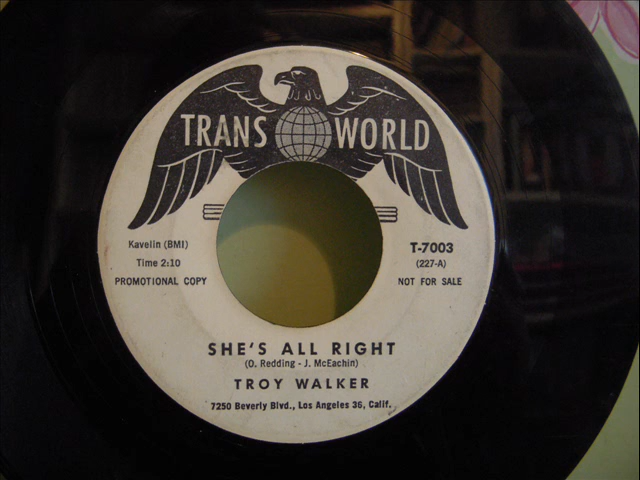 TRANS WORLD
Kavelin (BMI)
Time 2:10
PROMOTIONAL COPY
T-7003
(227-A)
NOT FOR SALE
SHE'S ALL RIGHT
(O. Redding - J. McEachin)
TROY WALKER
7250 Beverly Blvd., Los Angeles 36, Calif.